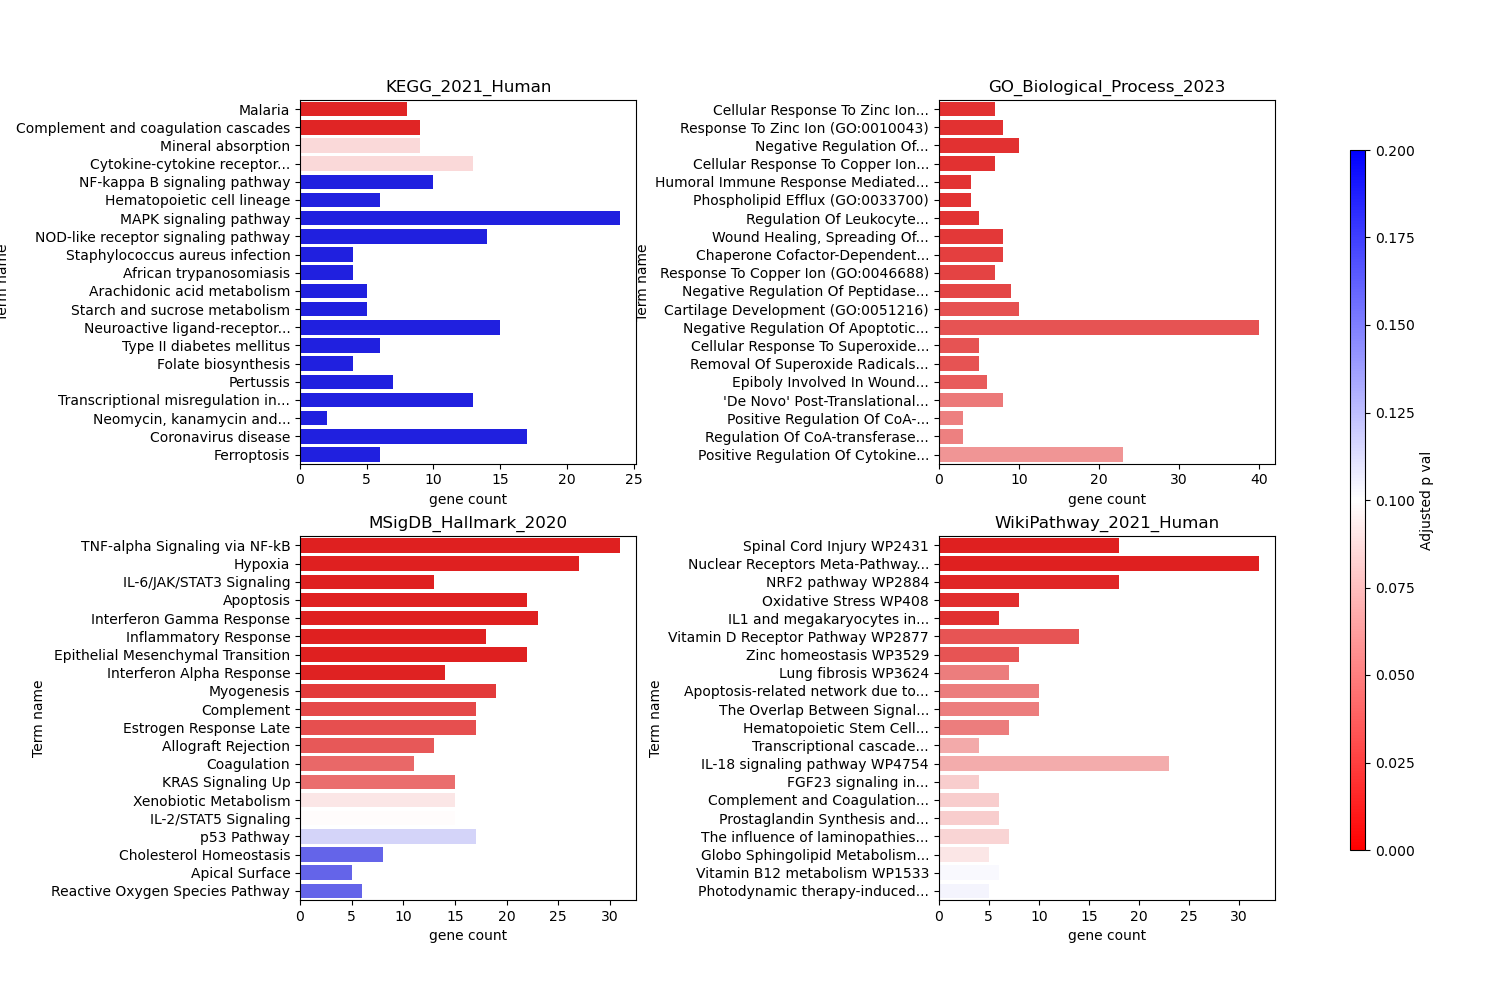 KEGG_2021_Human
Malaria
Complement and coagulation cascades
Mineral absorption
Cytokine-cytokine receptor...
NF-kappa B signaling pathway
Hematopoietic cell lineage
MAPK signaling pathway
NOD-like receptor signaling pathway
Staphylococcus aureus infection
African trypanosomiasis
Arachidonic acid metabolism
Starch and sucrose metabolism
Neuroactive ligand-receptor...
Type II diabetes mellitus
Folate biosynthesis
Pertussis
Transcriptional misregulation in...
Neomycin, kanamycin and...
Coronavirus disease
Ferroptosis
Term name
0 5 10 15 20 25
gene count
GO_Biological_Process_2023
Cellular Response To Zinc Ion...
Response To Zinc Ion (GO:0010043)
Negative Regulation Of...
Cellular Response To Copper Ion...
Humoral Immune Response Mediated...
Phospholipid Efflux (GO:0033700)
Regulation Of Leukocyte...
Wound Healing, Spreading Of...
Chaperone Cofactor-Dependent...
Response To Copper Ion (GO:0046688)
Negative Regulation Of Peptidase...
Cartilage Development (GO:0051216)
Negative Regulation Of Apoptotic...
Cellular Response To Superoxide...
Removal Of Superoxide Radicals...
Epiboly Involved In Wound...
'De Novo' Post-Translational...
Positive Regulation Of CoA-...
Regulation Of CoA-transferase...
Positive Regulation Of Cytokine...
Term name
0 10 20 30 40
gene count
MSigDB_Hallmark_2020
TNF-alpha Signaling via NF-kB
Hypoxia
IL-6/JAK/STAT3 Signaling
Apoptosis
Interferon Gamma Response
Inflammatory Response
Epithelial Mesenchymal Transition
Interferon Alpha Response
Myogenesis
Complement
Estrogen Response Late
Allograft Rejection
Coagulation
KRAS Signaling Up
Xenobiotic Metabolism
IL-2/STAT5 Signaling
p53 Pathway
Cholesterol Homeostasis
Apical Surface
Reactive Oxygen Species Pathway
Term name
0 5 10 15 20 25 30
gene count
WikiPathway_2021_Human
Spinal Cord Injury WP2431
Nuclear Receptors Meta-Pathway...
NRF2 pathway WP2884
Oxidative Stress WP408
IL1 and megakaryocytes in...
Vitamin D Receptor Pathway WP2877
Zinc homeostasis WP3529
Lung fibrosis WP3624
Apoptosis-related network due to...
The Overlap Between Signal...
Hematopoietic Stem Cell...
Transcriptional cascade...
IL-18 signaling pathway WP4754
FGF23 signaling in...
Complement and Coagulation...
Prostaglandin Synthesis and...
The influence of laminopathies...
Globo Sphingolipid Metabolism...
Vitamin B12 metabolism WP1533
Photodynamic therapy-induced...
Term name
0 5 10 15 20 25 30
gene count
0.200
0.175
0.150
0.125
0.100
0.075
0.050
0.025
0.000
Adjusted p val